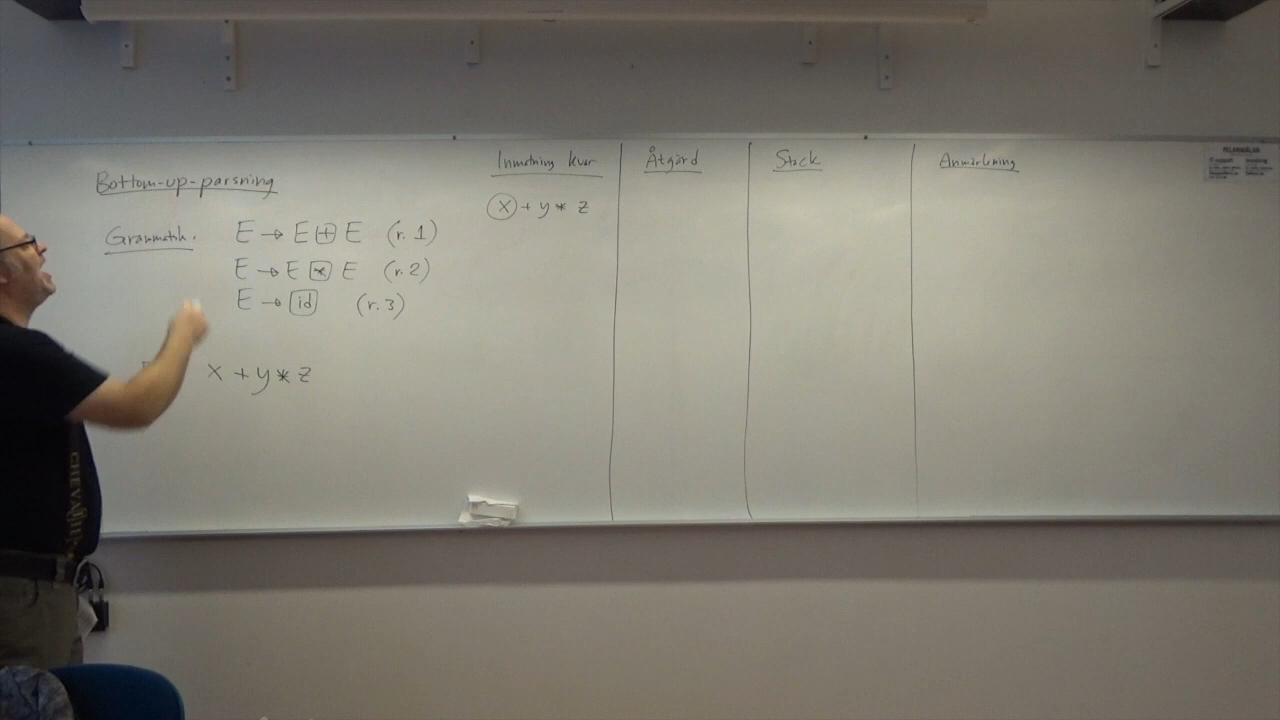 Bottom-up-parsning
Grammatik:
E → E + E (r. 1)
E → E * E (r. 2)
E → id (r. 3)
x + y * z
Inmatning kvar
x + y * z
Åtgärd
Stack
Anmärkning